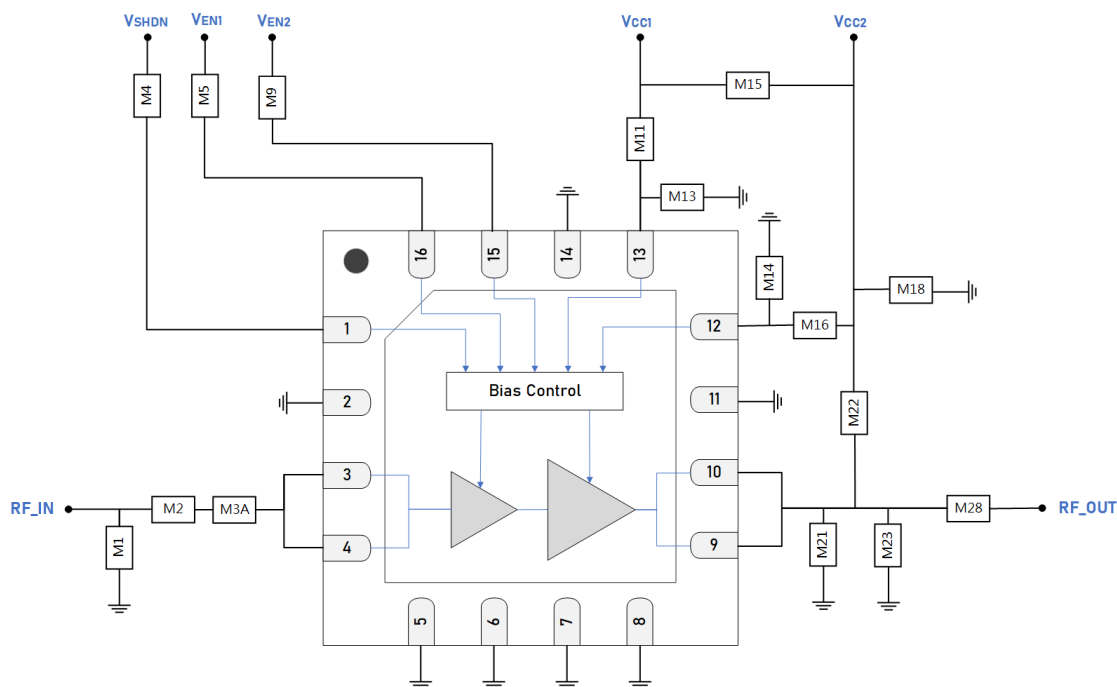 VSHDN
VEN1
VEN2
VCC1
VCC2
M4
M5
M9
M15
M11
M13
16
15
14
13
M14
M18
1
12
M16
Bias Control
2
11
M22
3
10
RF_IN
M2
M3A
M28
RF_OUT
M1
4
9
M21
M23
5
6
7
8